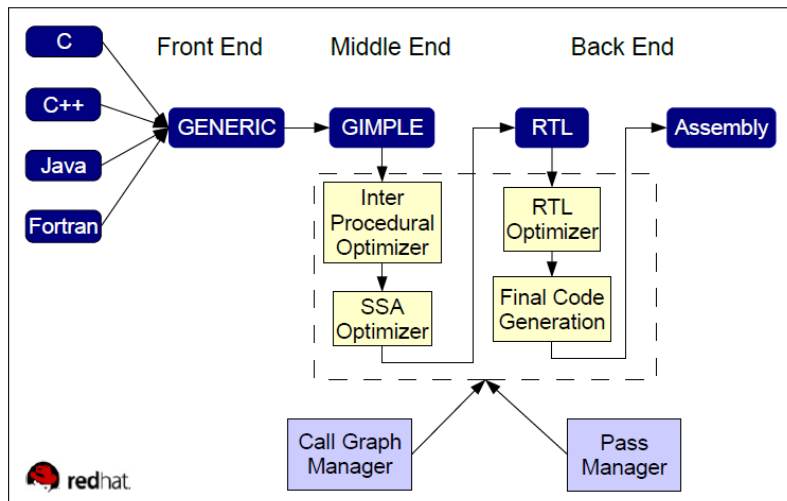 Front End
Middle End
Back End
C
C++
Java
Fortran
GENERIC
GIMPLE
RTL
Assembly
Inter
Procedural
Optimizer
SSA
Optimizer
RTL
Optimizer
Final Code
Generation
Call Graph
Manager
Pass
Manager
redhat.